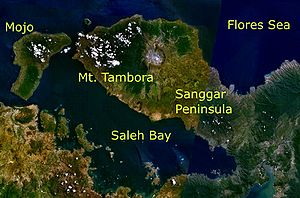 Mojo
Flores Sea
Mt. Tambora
Sanggar
Peninsula
Saleh Bay